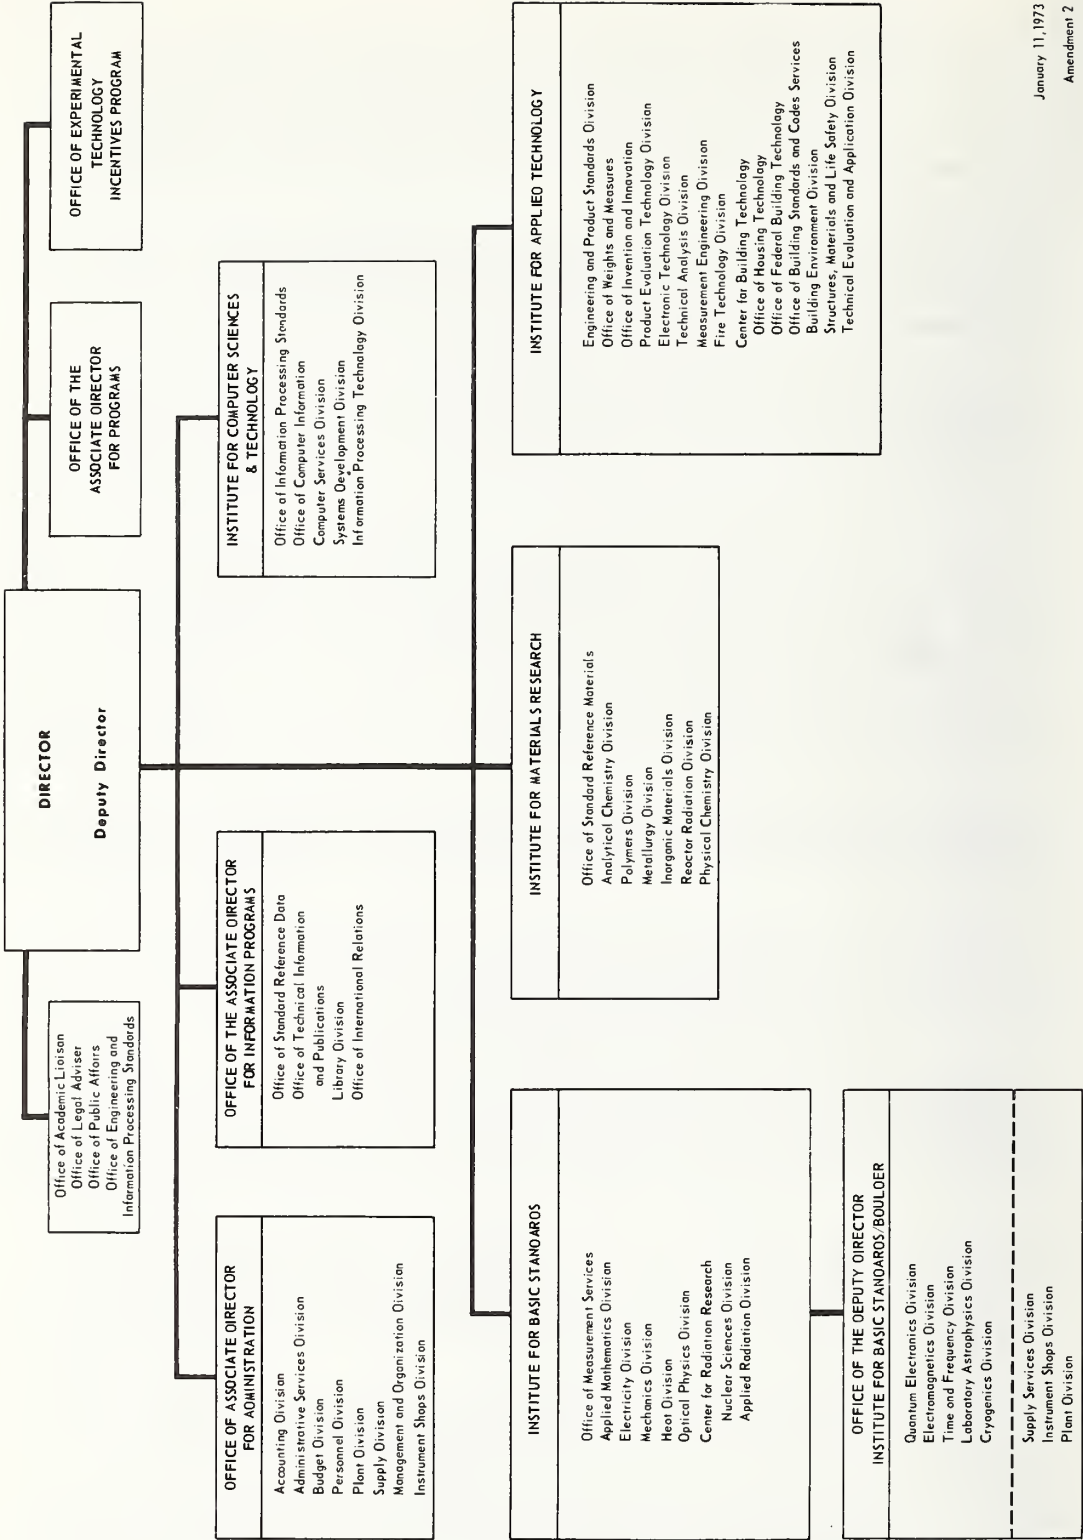 DIRECTOR
Deputy Director
Office of Academic Lioison
Office of Legal Adviser
Office of Public Affoirs
Office of Engineering and
Information Processing Standards
OFFICE OF THE
ASSOCIATE DIRECTOR
FOR PROGRAMS
OFFICE OF EXPERIMENTAL
TECHNOLOGY
INCENTIVES PROGRAM
OFFICE OF ASSOCIATE DIRECTOR
FOR ADMINISTRATION
Accounting Division
Administrative Services Division
Budget Division
Personnel Division
Plant Division
Supply Division
Management and Organization Division
Instrument Shops Division
OFFICE OF THE ASSOCIATE DIRECTOR
FOR INFORMATION PROGRAMS
Office of Standard Reference Data
Office of Technical Information
and Publications
Library Division
Office of International Relations
INSTITUTE FOR COMPUTER SCIENCES
& TECHNOLOGY
Office of Information Processing Standards
Office of Computer Information
Computer Services Division
Systems Development Division
Information Processing Technology Division
INSTITUTE FOR BASIC STANDARDS
Office of Measurement Services
Applied Mathematics Division
Electricity Division
Mechanics Division
Heat Division
Optical Physics Division
Center for Radiation Research
Nuclear Sciences Division
Applied Radiation Division
INSTITUTE FOR MATERIALS RESEARCH
Office of Standard Reference Materials
Analytical Chemistry Division
Polymers Division
Metallurgy Division
Inorganic Materials Division
Reactor Radiation Division
Physical Chemistry Division
INSTITUTE FOR APPLIED TECHNOLOGY
Engineering and Product Standards Division
Office of Weights and Measures
Office of Invention and Innovation
Product Evaluation Technology Division
Electronic Technology Division
Technical Analysis Division
Measurement Engineering Division
Fire Technology Division
Center for Building Technology
Office of Housing Technology
Office of Federal Building Technology
Office of Building Standards and Codes Services
Building Environment Division
Structures, Materials and Life Safety Division
Technical Evaluation and Application Division
OFFICE OF THE DEPUTY DIRECTOR
INSTITUTE FOR BASIC STANDARDS/BOULDER
Quantum Electronics Division
Electromagnetics Division
Time and Frequency Division
Laboratory Astrophysics Division
Cryogenics Division
Supply Services Division
Instrument Shops Division
Plant Division
January 11, 1973
Amendment 2